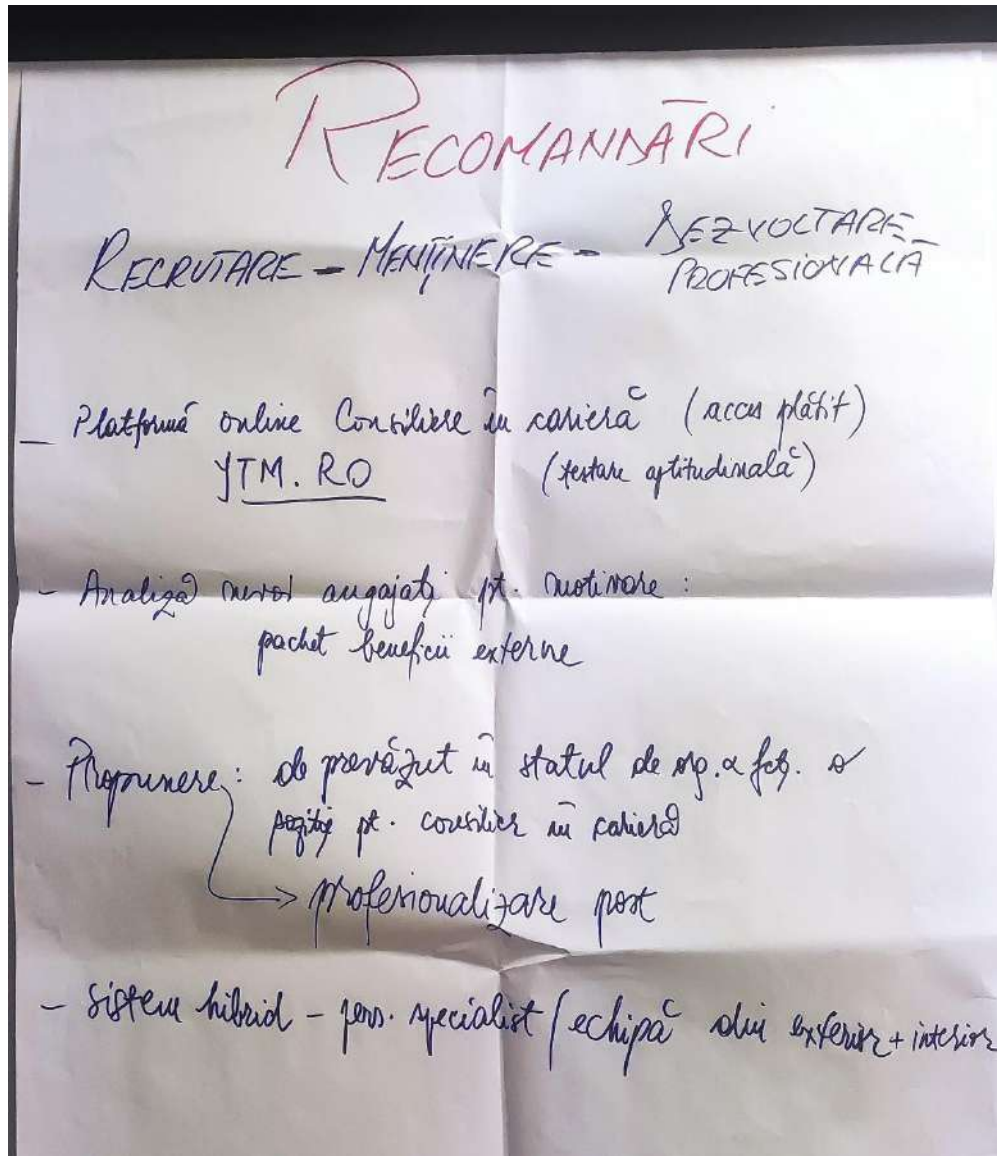 RECOMANDĂRI
RECRUTARE - MENȚINERE - DEZVOLTARE
PROFESIONALĂ
- Platformă online Consiliere în carieră (acces plătit)
YTM.RO (testare aptitudinală)
- Analiză nevoi angajați pt. motivare :
pachet beneficii externe
- Propunere : de prevăzut în statul de org. a fcț. o
poziție pt. consilier în carieră
→ profesionalizare post
- sistem hibrid - pers. specialist / echipă din exterior + interior